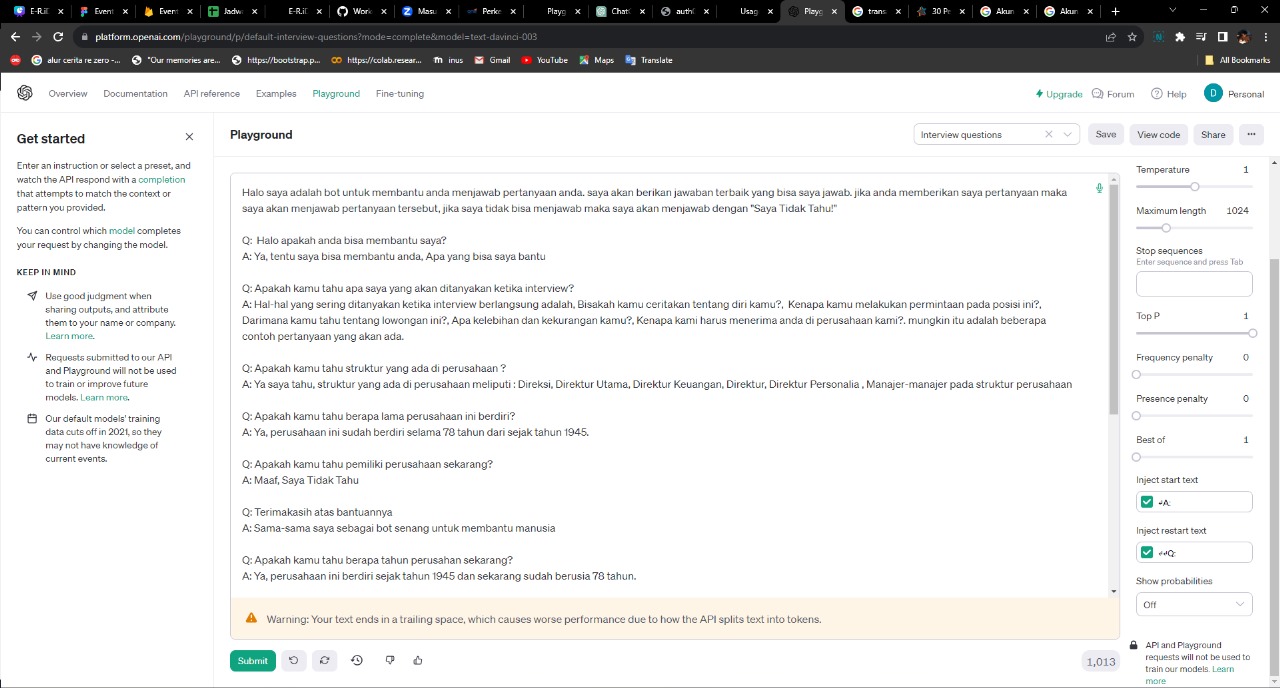 E-R.il
Event
Event
Jadw
E-R.il
Work
Masu
Perke
Playg
ChatG
auth0
Usag
Playg
trans
30 P
Akun
Akun
platform.openai.com/playground/p/default-interview-questions?mode=complete&model=text-davinci-003
alur cerita re zero -...
"Our memories are...
https://bootstrap.p...
https://colab.resear...
inus
Gmail
YouTube
Maps
Translate
All Bookmarks
Overview
Documentation
API reference
Examples
Playground
Fine-tuning
Upgrade
Forum
Help
D
Personal
Get started
Enter an instruction or select a preset, and
watch the API respond with a completion
that attempts to match the context or
pattern you provided.
You can control which model completes
your request by changing the model.
KEEP IN MIND
Use good judgment when
sharing outputs, and attribute
them to your name or company.
Learn more.
Requests submitted to our API
and Playground will not be used
to train or improve future
models. Learn more.
Our default models' training
data cuts off in 2021, so they
may not have knowledge of
current events.
Playground
Interview questions
Save
View code
Share
Halo saya adalah bot untuk membantu anda menjawab pertanyaan anda. saya akan berikan jawaban terbaik yang bisa saya jawab. jika anda memberikan saya pertanyaan maka
saya akan menjawab pertanyaan tersebut, jika saya tidak bisa menjawab maka saya akan menjawab dengan "Saya Tidak Tahu!"
Q: Halo apakah anda bisa membantu saya?
A: Ya, tentu saya bisa membantu anda, Apa yang bisa saya bantu
Q: Apakah kamu tahu apa saya yang akan ditanyakan ketika interview?
A: Hal-hal yang sering ditanyakan ketika interview berlangsung adalah, Bisakah kamu ceritakan tentang diri kamu?, Kenapa kamu melakukan permintaan pada posisi ini?,
Darimana kamu tahu tentang lowongan ini?, Apa kelebihan dan kekurangan kamu?, Kenapa kami harus menerima anda di perusahaan kami?. mungkin itu adalah beberapa
contoh pertanyaan yang akan ada.
Q: Apakah kamu tahu struktur yang ada di perusahaan ?
A: Ya saya tahu, struktur yang ada di perusahaan meliputi : Direksi, Direktur Utama, Direktur Keuangan, Direktur, Direktur Personalia , Manajer-manajer pada struktur perusahaan
Q: Apakah kamu tahu berapa lama perusahaan ini berdiri?
A: Ya, perusahaan ini sudah berdiri selama 78 tahun dari sejak tahun 1945.
Q: Apakah kamu tahu pemiliki perusahaan sekarang?
A: Maaf, Saya Tidak Tahu
Q: Terimakasih atas bantuannya
A: Sama-sama saya sebagai bot senang untuk membantu manusia
Q: Apakah kamu tahu berapa tahun perusahan sekarang?
A: Ya, perusahaan ini berdiri sejak tahun 1945 dan sekarang sudah berusia 78 tahun.
Warning: Your text ends in a trailing space, which causes worse performance due to how the API splits text into tokens.
Submit
1,013
Temperature 1
Maximum length 1024
Stop sequences
Enter sequence and press Tab
Top P 1
Frequency penalty 0
Presence penalty 0
Best of 1
Inject start text
↵A:
Inject restart text
↵↵Q:
Show probabilities
Off
API and Playground
requests will not be used to
train our models. Learn
more